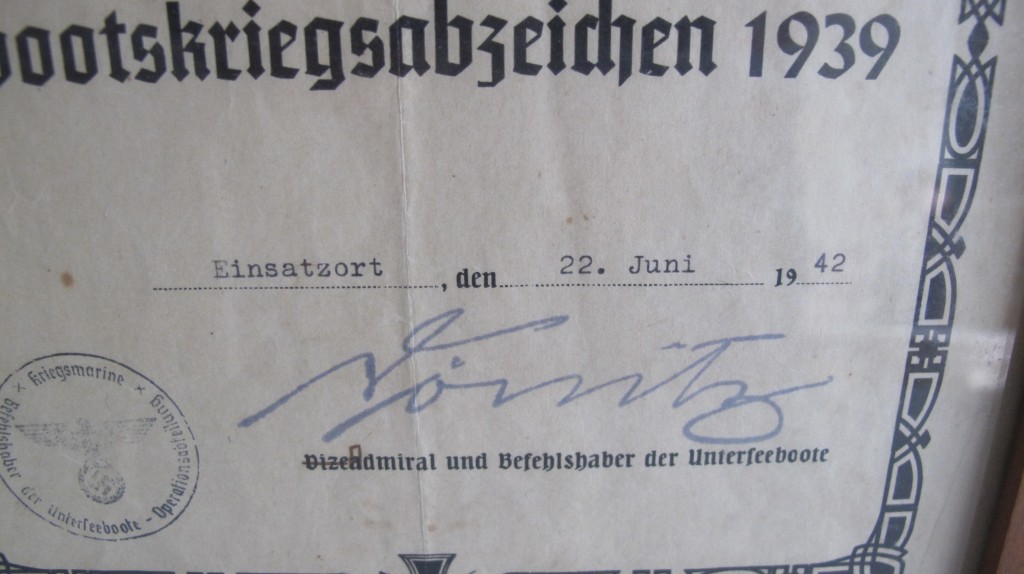 bootskriegsabzeichen 1939
Einsatzort, den 22. Juni 1942
Dönitz
Vizeadmiral und Befehlshaber der Unterseeboote
× Kriegsmarine ×
Befehlshaber der Unterseeboote - Operationsabteilung